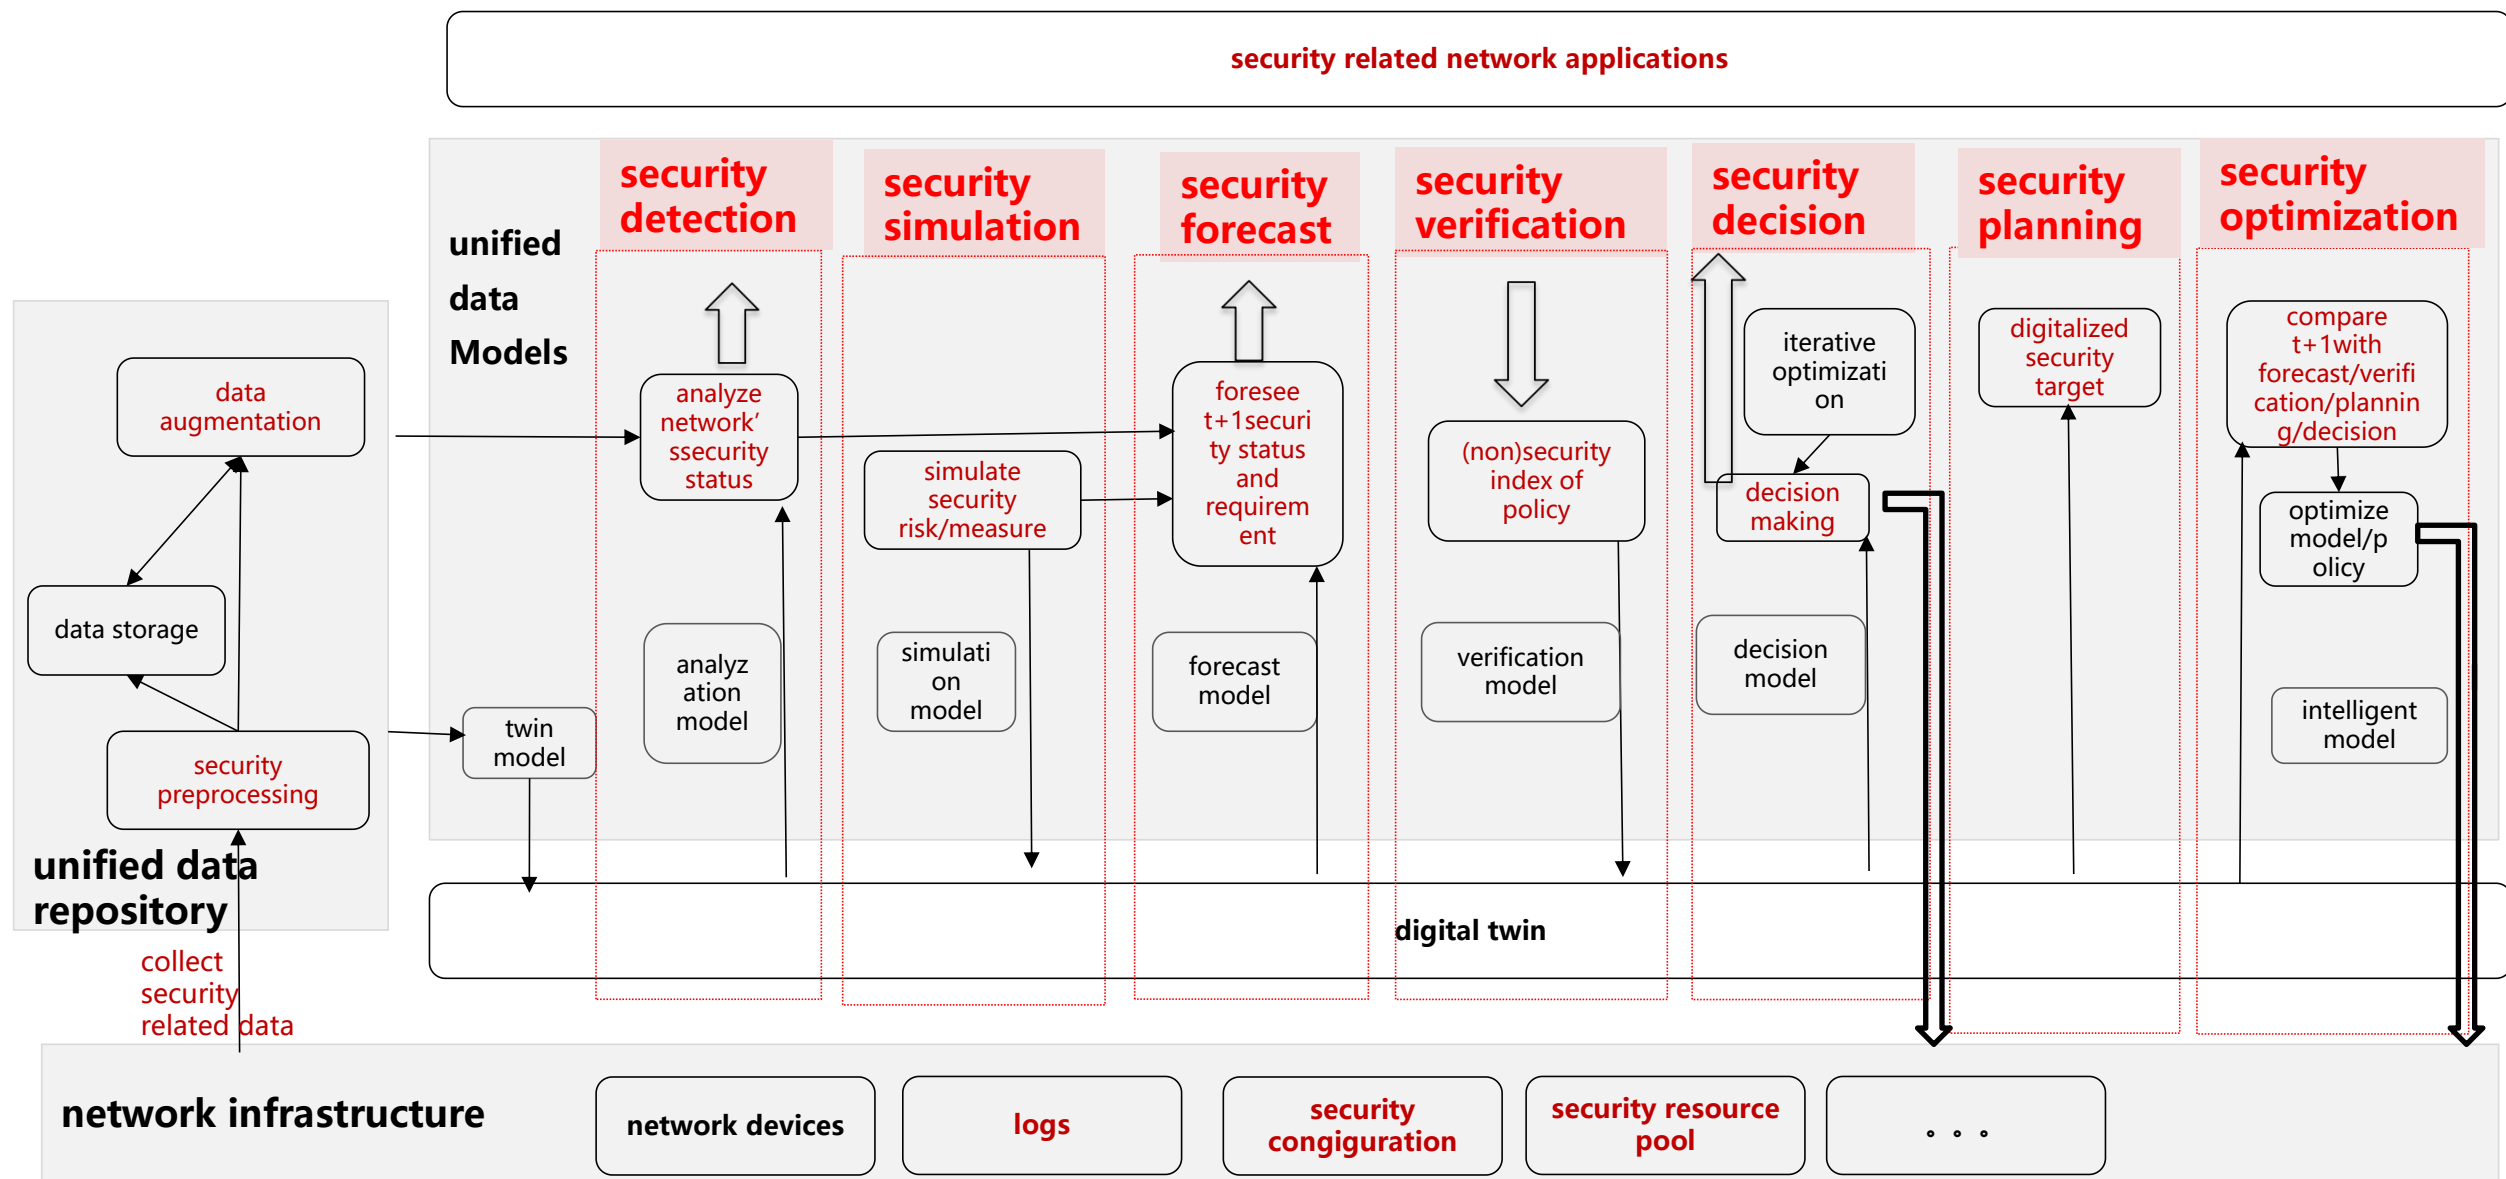 security related network applications
unified
data
Models
security
detection
security
simulation
security
forecast
security
verification
security
decision
security
planning
security
optimization
data
augmentation
data storage
security
preprocessing
unified data
repository
collect
security
related data
twin
model
analyze
network’
ssecurity
status
analyz
ation
model
simulate
security
risk/measure
simulati
on
model
foresee
t+1securi
ty status
and
requirem
ent
forecast
model
(non)security
index of
policy
verification
model
iterative
optimizati
on
decision
making
decision
model
digitalized
security
target
compare
t+1with
forecast/verifi
cation/plannin
g/decision
optimize
model/p
olicy
intelligent
model
digital twin
network infrastructure
network devices
logs
security
congiguration
security resource
pool
。。。